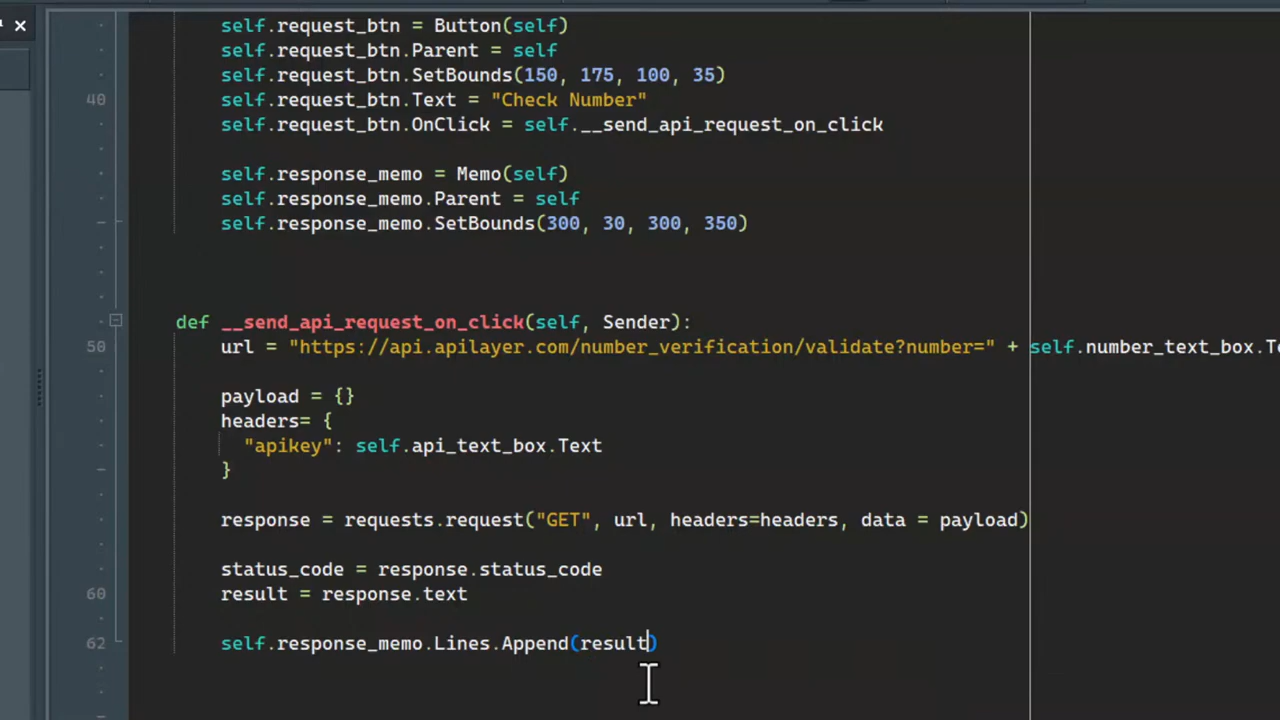 self.request_btn = Button(self)
self.request_btn.Parent = self
self.request_btn.SetBounds(150, 175, 100, 35)
40 self.request_btn.Text = "Check Number"
self.request_btn.OnClick = self.__send_api_request_on_click
self.response_memo = Memo(self)
self.response_memo.Parent = self
self.response_memo.SetBounds(300, 30, 300, 350)
def __send_api_request_on_click(self, Sender):
50 url = "https://api.apilayer.com/number_verification/validate?number=" + self.number_text_box.Te
payload = {}
headers= {
"apikey": self.api_text_box.Text
}
response = requests.request("GET", url, headers=headers, data = payload)
status_code = response.status_code
60 result = response.text
62 self.response_memo.Lines.Append(result)